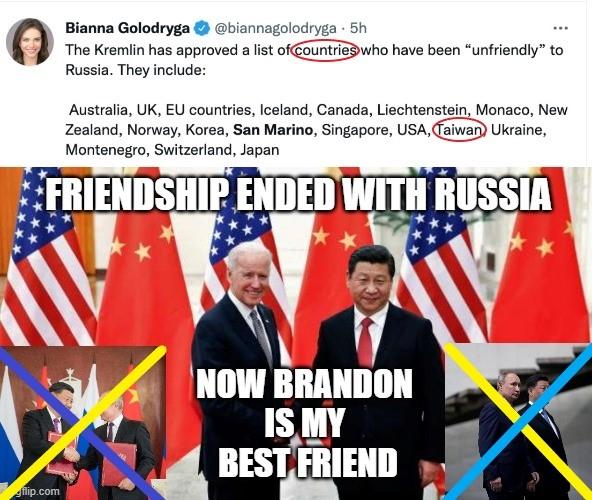 Bianna Golodryga @biannagolodryga · 5h
The Kremlin has approved a list of countries who have been “unfriendly” to
Russia. They include:
Australia, UK, EU countries, Iceland, Canada, Liechtenstein, Monaco, New
Zealand, Norway, Korea, San Marino, Singapore, USA, Taiwan, Ukraine,
Montenegro, Switzerland, Japan
FRIENDSHIP ENDED WITH RUSSIA
NOW BRANDON
IS MY
BEST FRIEND
imgflip.com